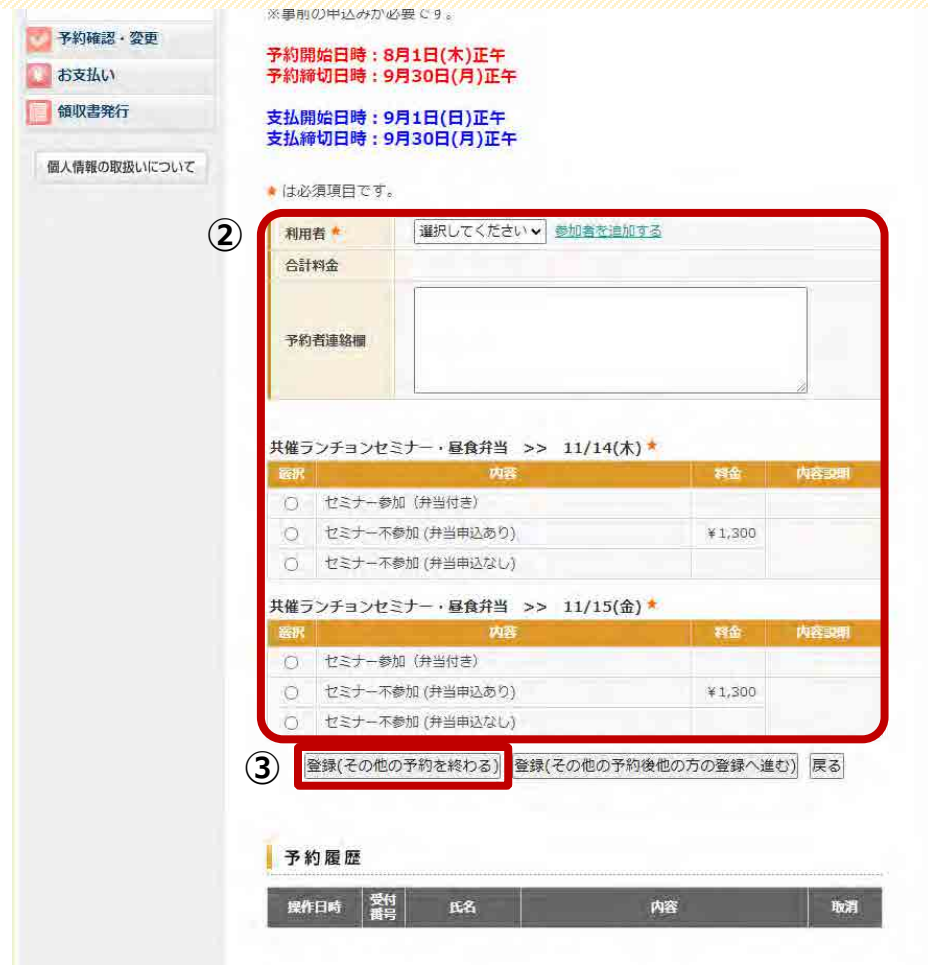 ※事前の申込みが必要です。
予約確認・変更
お支払い
領収書発行
個人情報の取扱いについて
予約開始日時：8月1日(木)正午
予約締切日時：9月30日(月)正午
支払開始日時：9月1日(日)正午
支払締切日時：9月30日(月)正午
★は必須項目です。
②
利用者★ 選択してください 参加者を追加する
合計料金
予約者連絡欄
共催ランチョンセミナー・昼食弁当 >> 11/14(木)★
選択 内容 料金 内容説明
セミナー参加（弁当付き）
セミナー不参加 (弁当申込あり) ¥1,300
セミナー不参加 (弁当申込なし)
共催ランチョンセミナー・昼食弁当 >> 11/15(金)★
選択 内容 料金 内容説明
セミナー参加（弁当付き）
セミナー不参加 (弁当申込あり) ¥1,300
セミナー不参加 (弁当申込なし)
③
登録(その他の予約を終わる) 登録(その他の予約後他の方の登録へ進む) 戻る
予約履歴
操作日時 受付番号 氏名 内容 取消